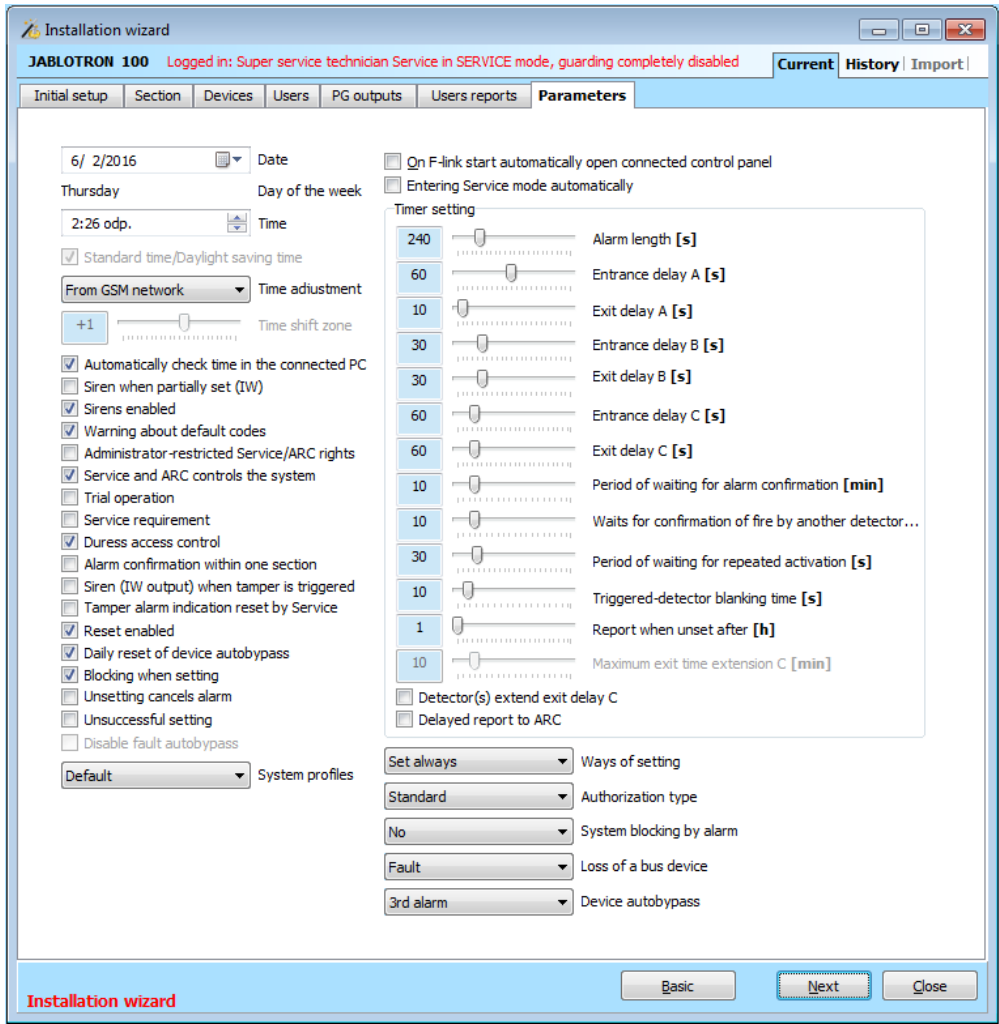 Installation wizard
JABLOTRON 100 Logged in: Super service technician Service in SERVICE mode, guarding completely disabled
Current History Import
Initial setup Section Devices Users PG outputs Users reports Parameters
6/ 2/2016 Date
Thursday Day of the week
2:26 odp. Time
Standard time/Daylight saving time
From GSM network Time adiustment
+1 Time shift zone
Automatically check time in the connected PC
Siren when partially set (IW)
Sirens enabled
Warning about default codes
Administrator-restricted Service/ARC rights
Service and ARC controls the system
Trial operation
Service requirement
Duress access control
Alarm confirmation within one section
Siren (IW output) when tamper is triggered
Tamper alarm indication reset by Service
Reset enabled
Daily reset of device autobypass
Blocking when setting
Unsetting cancels alarm
Unsuccessful setting
Disable fault autobypass
Default System profiles
On F-link start automatically open connected control panel
Entering Service mode automatically
Timer setting
240 Alarm length [s]
60 Entrance delay A [s]
10 Exit delay A [s]
30 Entrance delay B [s]
30 Exit delay B [s]
60 Entrance delay C [s]
60 Exit delay C [s]
10 Period of waiting for alarm confirmation [min]
10 Waits for confirmation of fire by another detector...
30 Period of waiting for repeated activation [s]
10 Triggered-detector blanking time [s]
1 Report when unset after [h]
10 Maximum exit time extension C [min]
Detector(s) extend exit delay C
Delayed report to ARC
Set always Ways of setting
Standard Authorization type
No System blocking by alarm
Fault Loss of a bus device
3rd alarm Device autobypass
Installation wizard
Basic Next Close